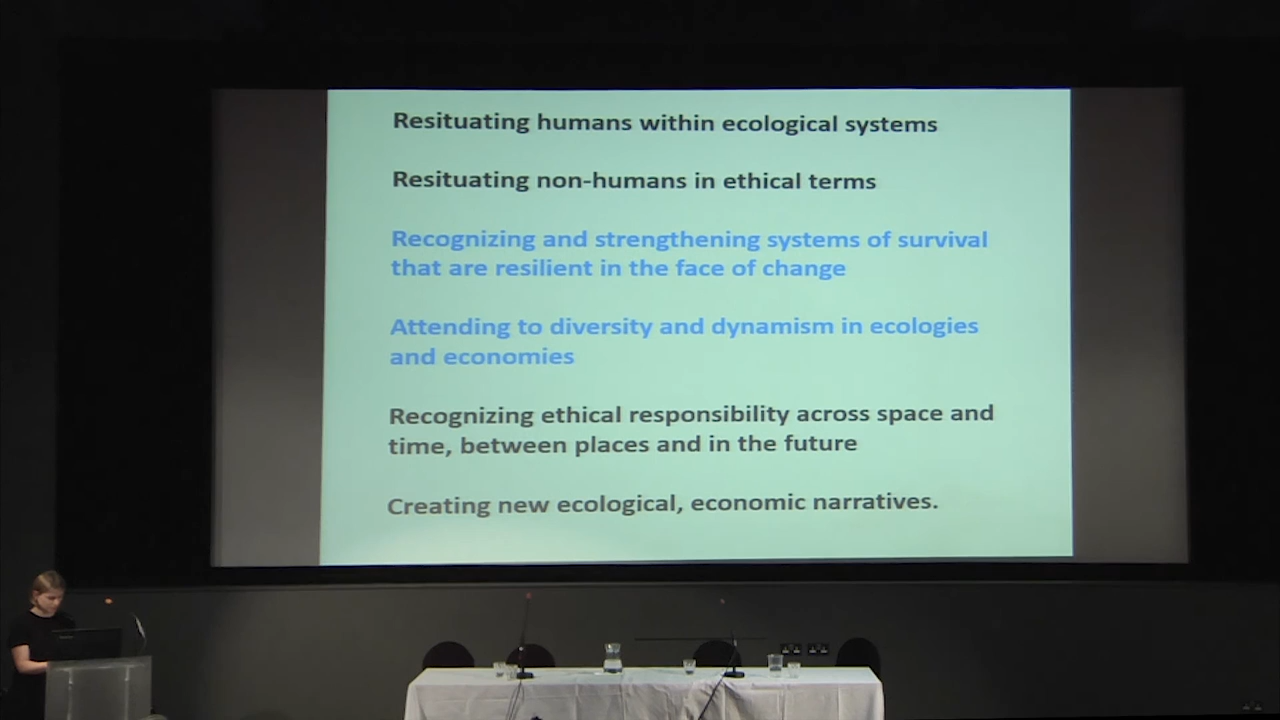 Resituating humans within ecological systems
Resituating non-humans in ethical terms
Recognizing and strengthening systems of survival
that are resilient in the face of change
Attending to diversity and dynamism in ecologies
and economies
Recognizing ethical responsibility across space and
time, between places and in the future
Creating new ecological, economic narratives.